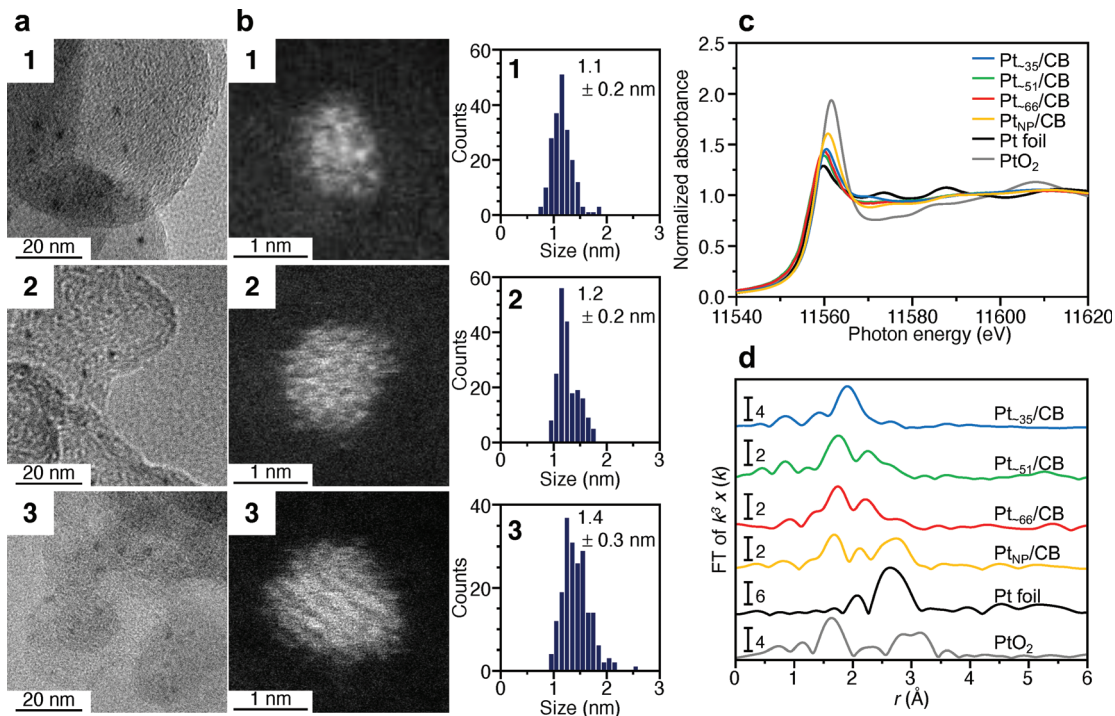 a
b
c
1
20 nm
1
1 nm
60
40
20
0
Counts
1
1.1
± 0.2 nm
0 1 2 3
Size (nm)
2
20 nm
2
1 nm
60
40
20
0
Counts
2
1.2
± 0.2 nm
0 1 2 3
Size (nm)
3
20 nm
3
1 nm
40
20
0
Counts
3
1.4
± 0.3 nm
0 1 2 3
Size (nm)
2.5
2.0
1.5
1.0
0.5
0.0
Normalized absorbance
Pt~35/CB
Pt~51/CB
Pt~66/CB
PtNP/CB
Pt foil
PtO2
11540 11560 11580 11600 11620
Photon energy (eV)
d
FT of k3 x (k)
4 Pt~35/CB
2 Pt~51/CB
2 Pt~66/CB
2 PtNP/CB
6 Pt foil
4 PtO2
0 1 2 3 4 5 6
r (Å)